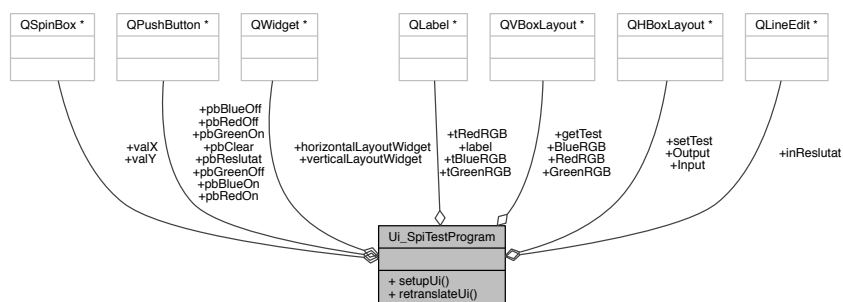 QSpinBox *
QPushButton *
QWidget *
QLabel *
QVBoxLayout *
QHBoxLayout *
QLineEdit *
+valX
+valY
+pbBlueOff
+pbRedOff
+pbGreenOn
+pbClear
+pbReslutat
+pbGreenOff
+pbBlueOn
+pbRedOn
+horizontalLayoutWidget
+verticalLayoutWidget
+tRedRGB
+label
+tBlueRGB
+tGreenRGB
+getTest
+BlueRGB
+RedRGB
+GreenRGB
+setTest
+Output
+Input
+inReslutat
Ui_SpiTestProgram
+ setupUi()
+ retranslateUi()